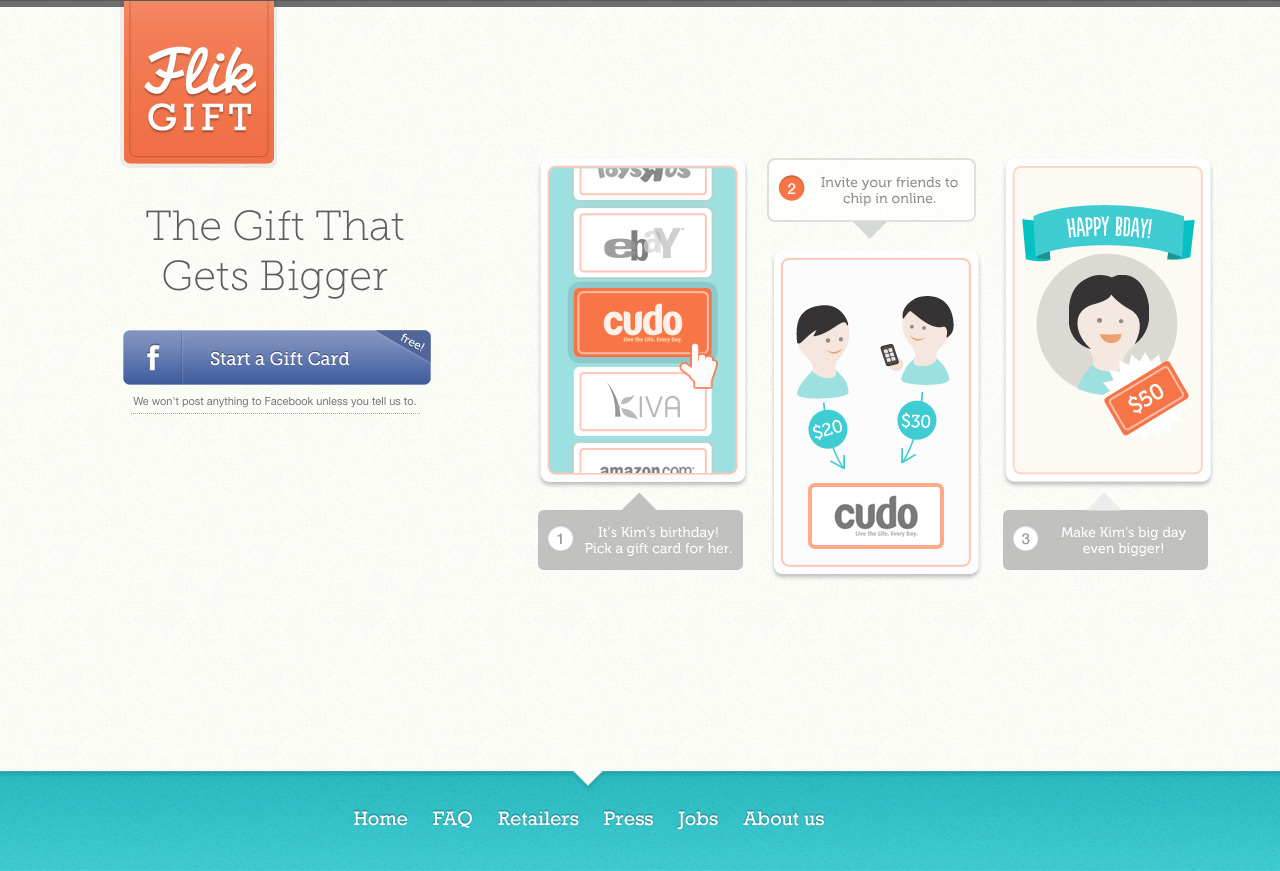 Flik
GIFT
The Gift That
Gets Bigger
f
Start a Gift Card
free!
We won't post anything to Facebook unless you tell us to.
toysЯus
ebaY
cudo
Live the Life. Every Day.
KIVA
amazon.com
1
It's Kim's birthday!
Pick a gift card for her.
2
Invite your friends to
chip in online.
$20
$30
cudo
Live the Life. Every Day.
HAPPY BDAY!
$50
3
Make Kim's big day
even bigger!
Home FAQ Retailers Press Jobs About us